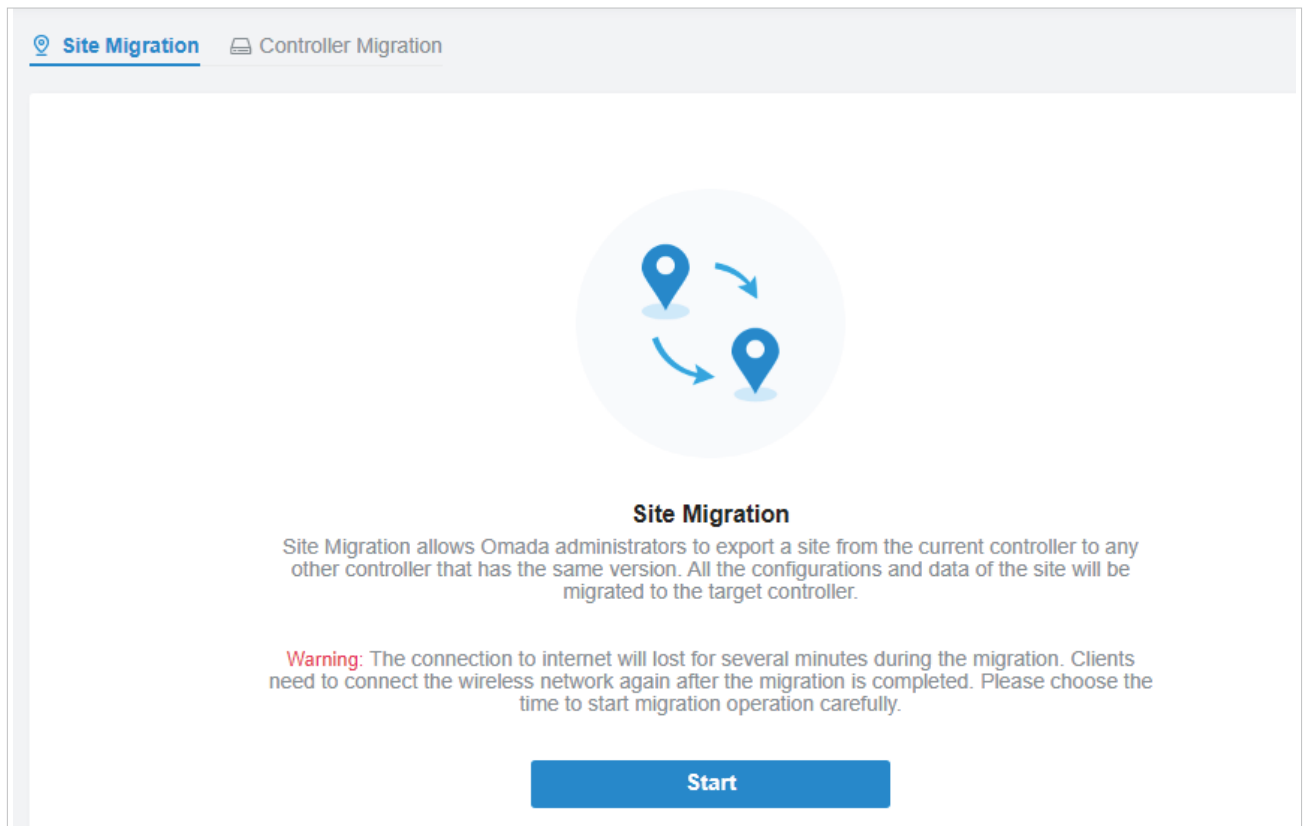 Site Migration Controller Migration
Site Migration
Site Migration allows Omada administrators to export a site from the current controller to any
other controller that has the same version. All the configurations and data of the site will be
migrated to the target controller.
Warning: The connection to internet will lost for several minutes during the migration. Clients
need to connect the wireless network again after the migration is completed. Please choose the
time to start migration operation carefully.
Start